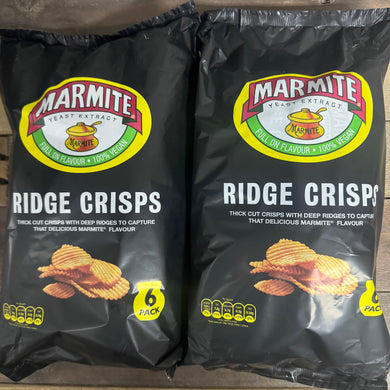 MARMITE
YEAST EXTRACT
MARMITE
FULL ON FLAVOUR • 100% VEGAN
RIDGE CRISPS
THICK CUT CRISPS WITH DEEP RIDGES TO CAPTURE
THAT DELICIOUS MARMITE® FLAVOUR
6
PACK
MARMITE
YEAST EXTRACT
MARMITE
FULL ON FLAVOUR • 100% VEGAN
RIDGE CRISPS
THICK CUT CRISPS WITH DEEP RIDGES TO CAPTURE
THAT DELICIOUS MARMITE® FLAVOUR
6
PACK